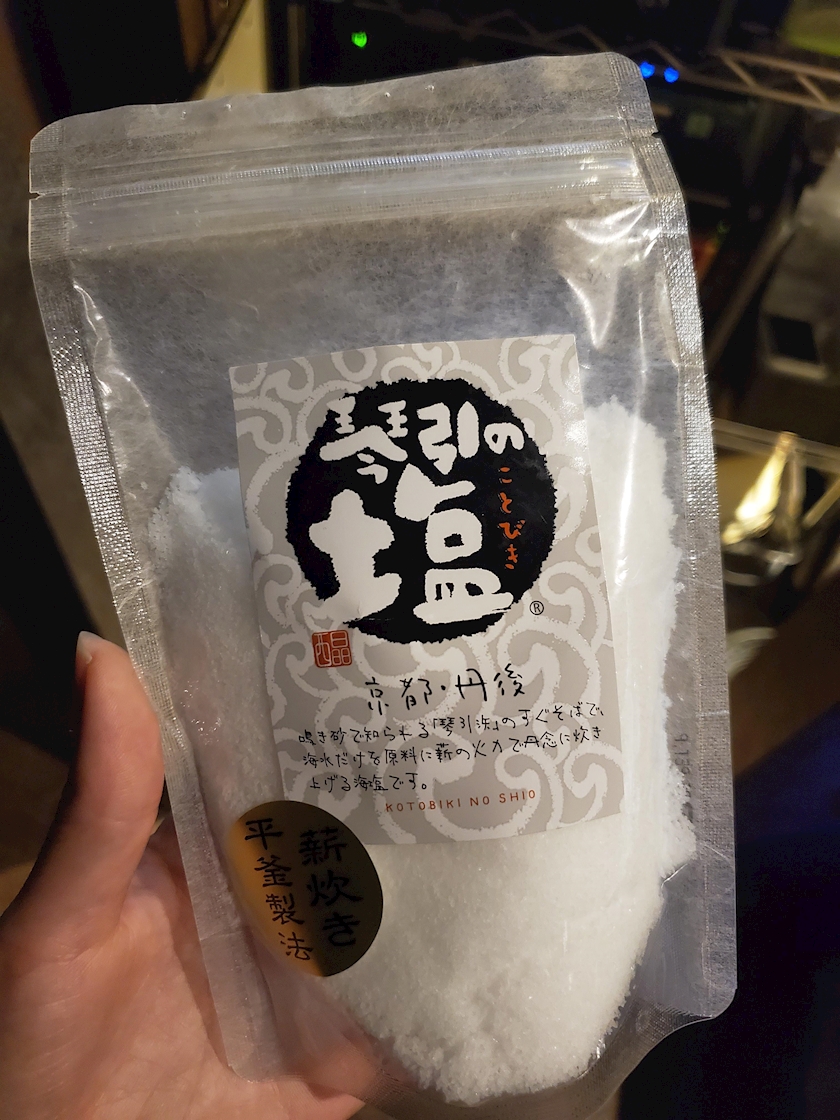 琴引の
塩
ことびき
®
京都・丹後
鳴き砂で知られる「琴引浜」のすぐそばで、
海水だけを原料に薪の火力で丹念に炊き
上げる海塩です。
KOTOBIKI NO SHIO
薪炊き
平釜製法